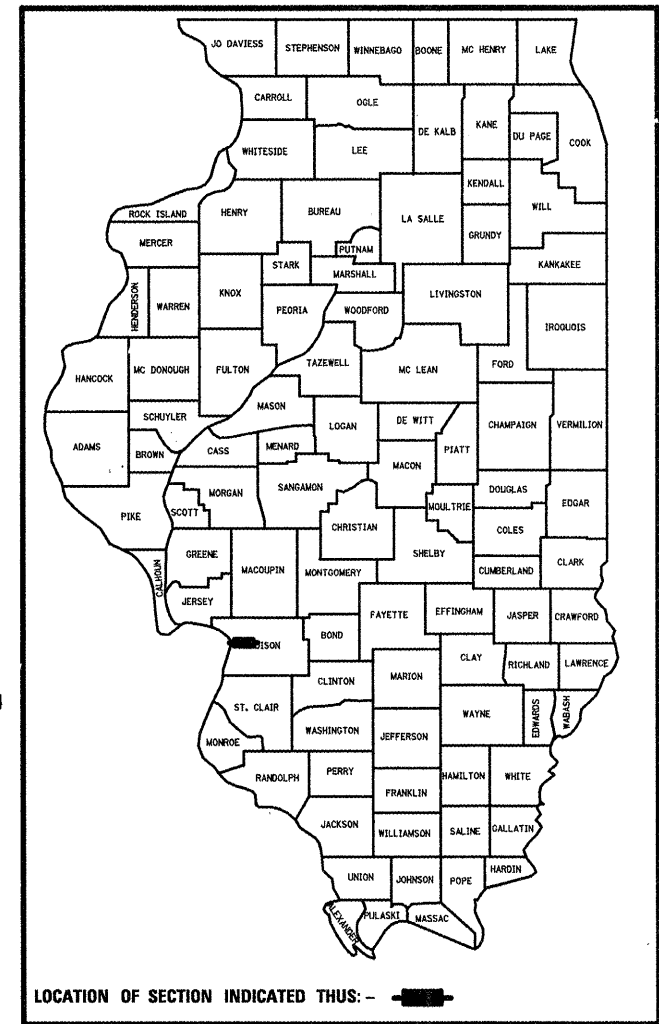 JO DAVIESS STEPHENSON WINNEBAGO BOONE MC HENRY LAKE
CARROLL OGLE DE KALB KANE DU PAGE COOK
WHITESIDE LEE
KENDALL
ROCK ISLAND HENRY BUREAU LA SALLE WILL
MERCER PUTNAM GRUNDY
STARK MARSHALL KANKAKEE
HENDERSON WARREN KNOX PEORIA WOODFORD LIVINGSTON IROQUOIS
HANCOCK MC DONOUGH FULTON TAZEWELL MC LEAN FORD
MASON
SCHUYLER LOGAN DE WITT CHAMPAIGN VERMILION
ADAMS BROWN CASS MENARD MACON PIATT
MORGAN SANGAMON DOUGLAS EDGAR
PIKE SCOTT CHRISTIAN MOULTRIE COLES
GREENE MACOUPIN MONTGOMERY SHELBY CUMBERLAND CLARK
CALHOUN JERSEY FAYETTE EFFINGHAM JASPER CRAWFORD
BOND
DISON CLAY RICHLAND LAWRENCE
CLINTON MARION
ST. CLAIR WAYNE EDWARDS WABASH
MONROE WASHINGTON JEFFERSON
RANDOLPH PERRY HAMILTON WHITE
FRANKLIN
JACKSON WILLIAMSON SALINE GALLATIN
UNION JOHNSON POPE HARDIN
ALEXANDER PULASKI MASSAC
LOCATION OF SECTION INDICATED THUS: -